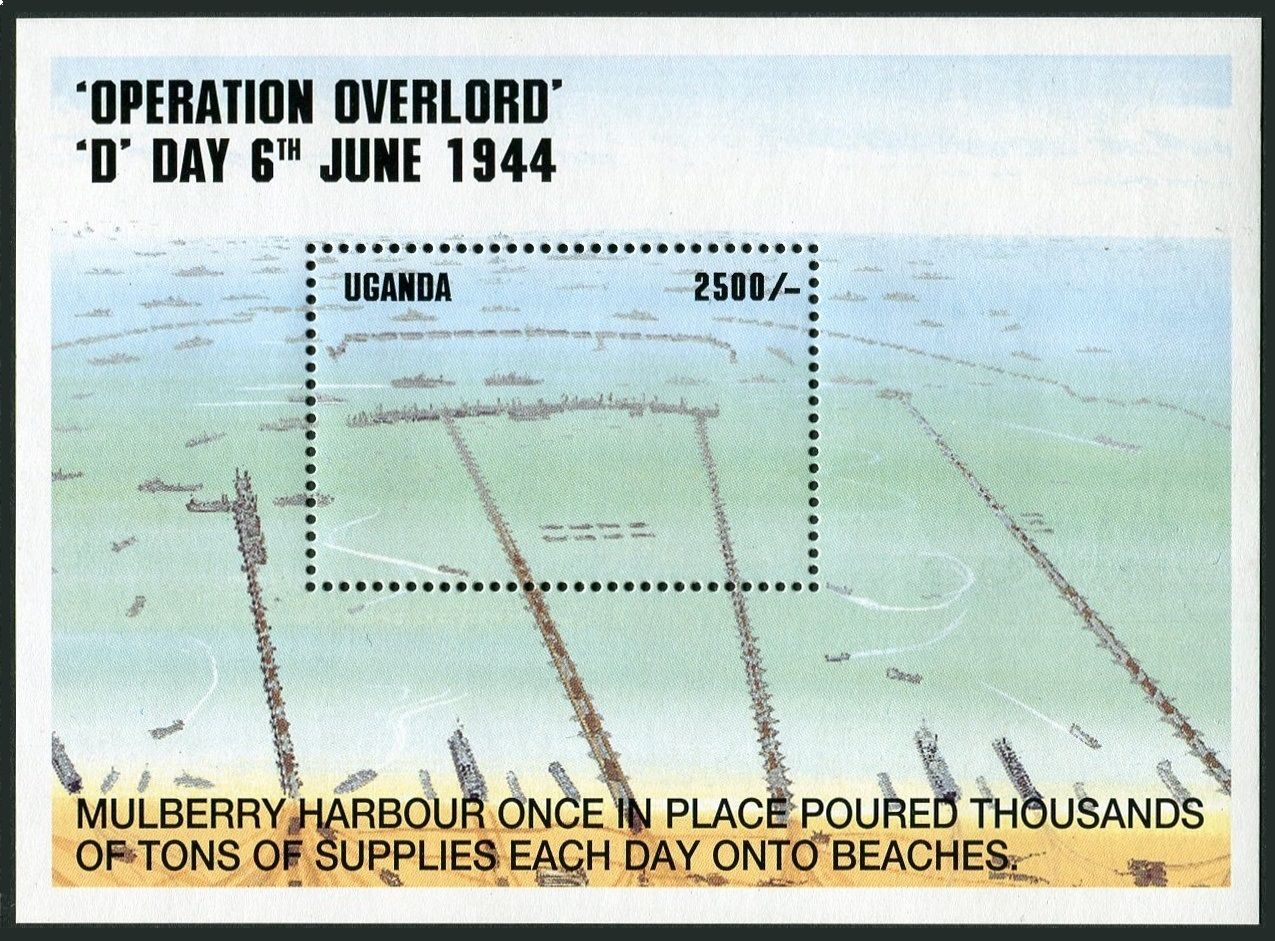 ‘OPERATION OVERLORD’
‘D’ DAY 6TH JUNE 1944
UGANDA 2500/-
MULBERRY HARBOUR ONCE IN PLACE POURED THOUSANDS
OF TONS OF SUPPLIES EACH DAY ONTO BEACHES.